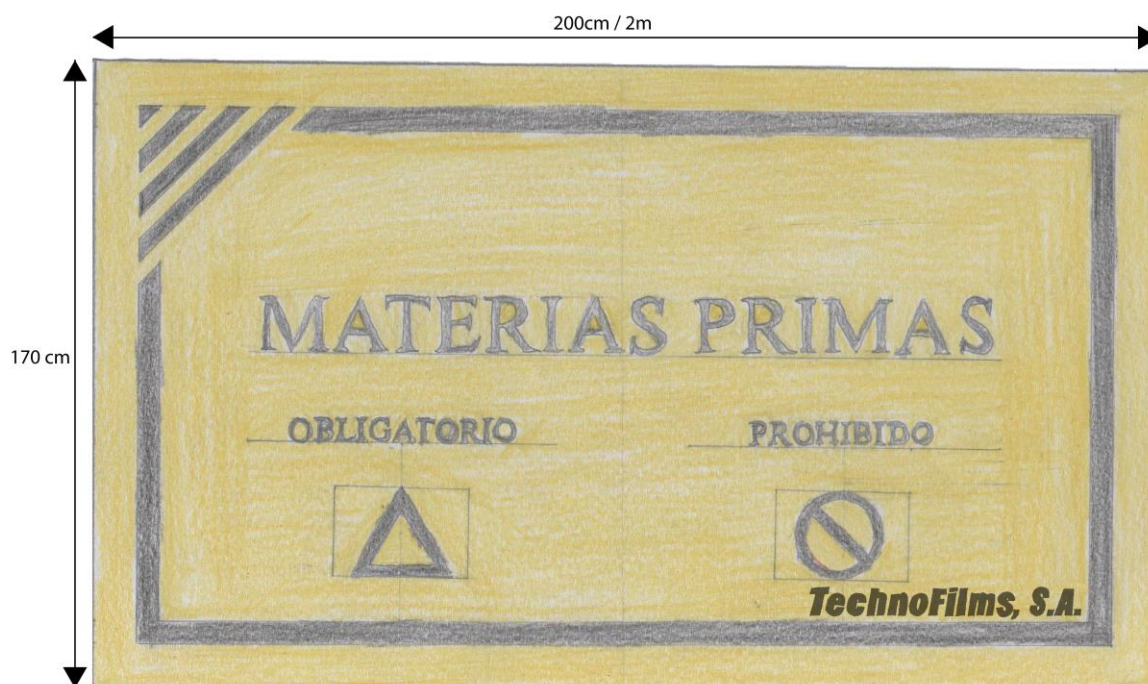 200cm / 2m
170 cm
MATERIAS PRIMAS
OBLIGATORIO PROHIBIDO
TechnoFilms, S.A.